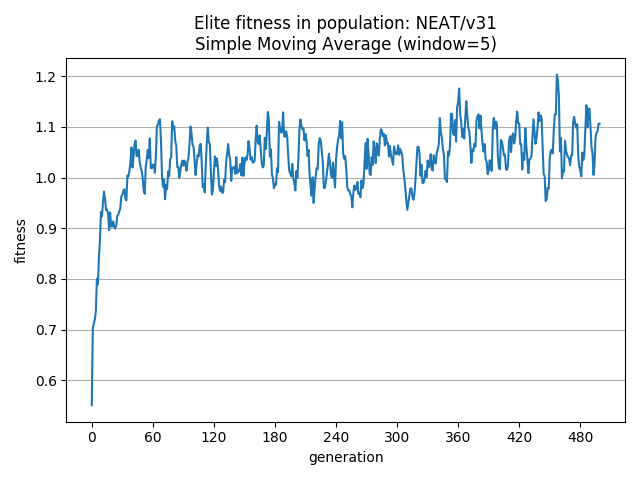 Elite fitness in population: NEAT/v31
Simple Moving Average (window=5)
1.2
1.1
1.0
0.9
0.8
0.7
0.6
fitness
0 60 120 180 240 300 360 420 480
generation